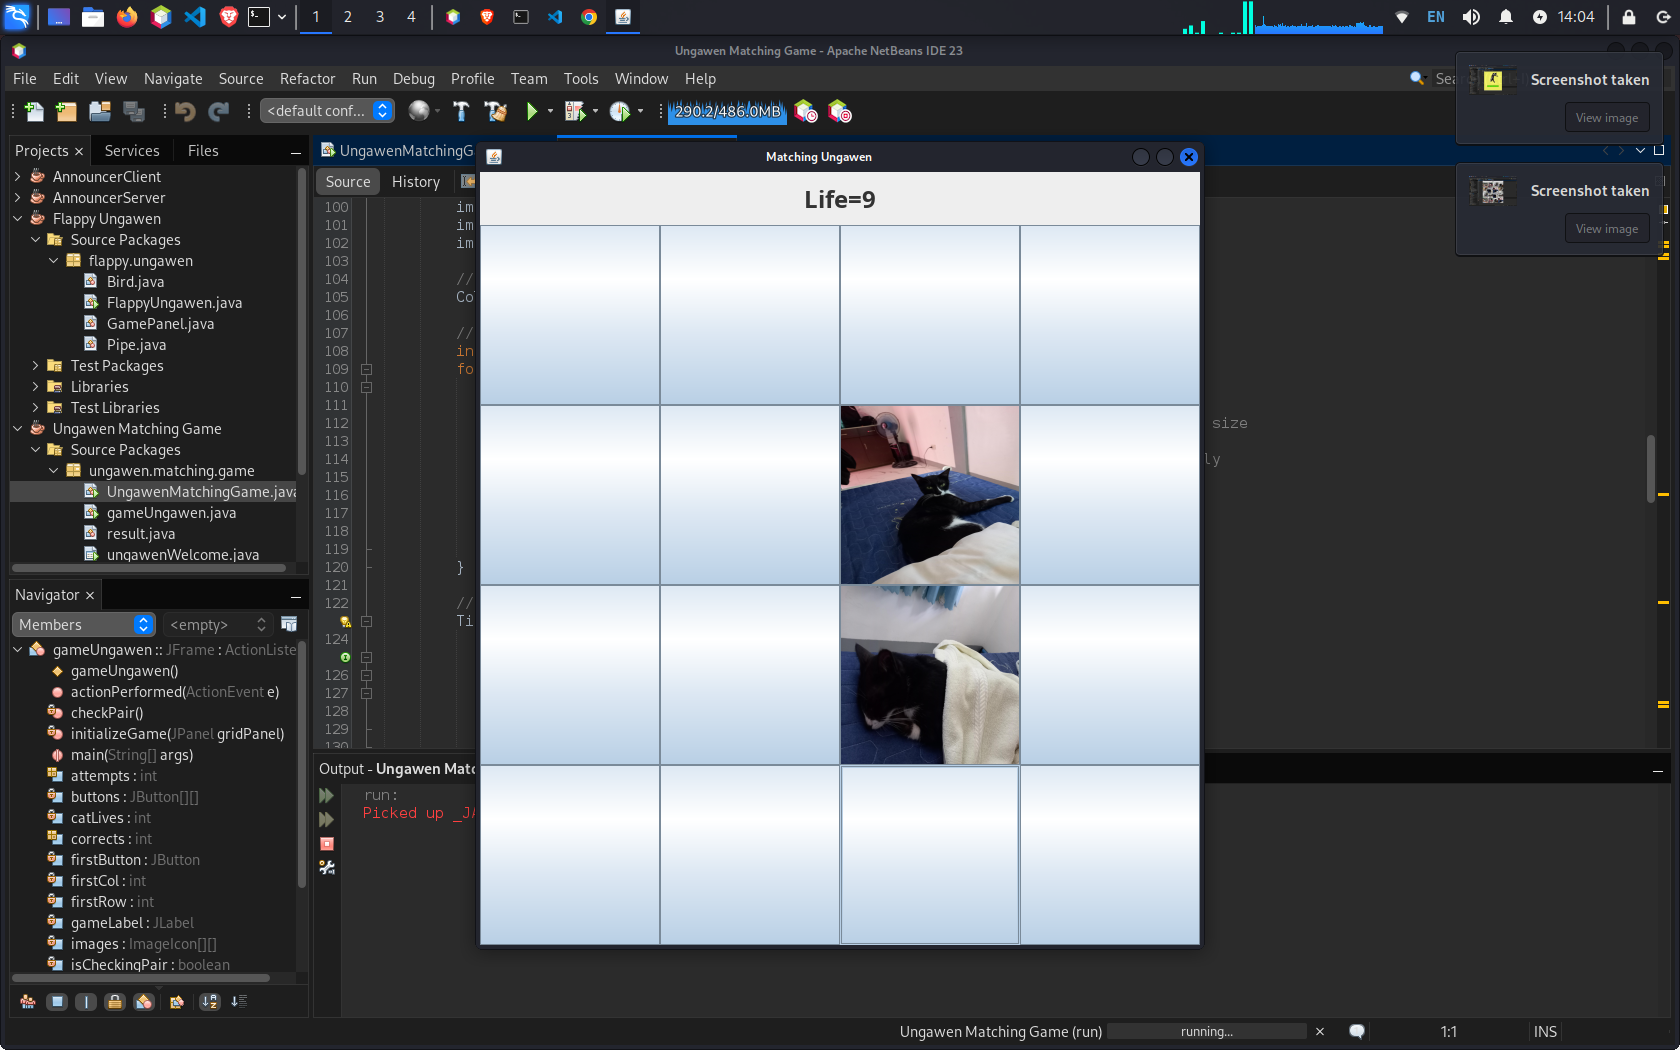 1 2 3 4 EN 14:04
Ungawen Matching Game - Apache NetBeans IDE 23
File Edit View Navigate Source Refactor Run Debug Profile Team Tools Window Help
Screenshot taken
View image
<default conf... 290.2/486.0MB
Projects Services Files
UngawenMatchingG
Matching Ungawen
Screenshot taken
View image
Source History
Life=9
AnnouncerClient
AnnouncerServer
Flappy Ungawen
Source Packages
flappy.ungawen
Bird.java
FlappyUngawen.java
GamePanel.java
Pipe.java
Test Packages
Libraries
Test Libraries
Ungawen Matching Game
Source Packages
ungawen.matching.game
UngawenMatchingGame.java
gameUngawen.java
result.java
ungawenWelcome.java
100 im
101 im
102 im
103
104 //
105 Co
106
107 //
108 in
109 fo
110
111
112 size
113
114 ly
115
116
117
118
119
120 }
121
122 //
Ti
124
126
127
128
129
130
Navigator
Members <empty>
gameUngawen :: JFrame : ActionListe
gameUngawen()
actionPerformed(ActionEvent e)
checkPair()
initializeGame(JPanel gridPanel)
main(String[] args)
attempts : int
buttons : JButton[][]
catLives : int
corrects : int
firstButton : JButton
firstCol : int
firstRow : int
gameLabel : JLabel
images : ImageIcon[][]
isCheckingPair : boolean
Output - Ungawen Matc
run:
Picked up _JA
Ungawen Matching Game (run) running... 1:1 INS